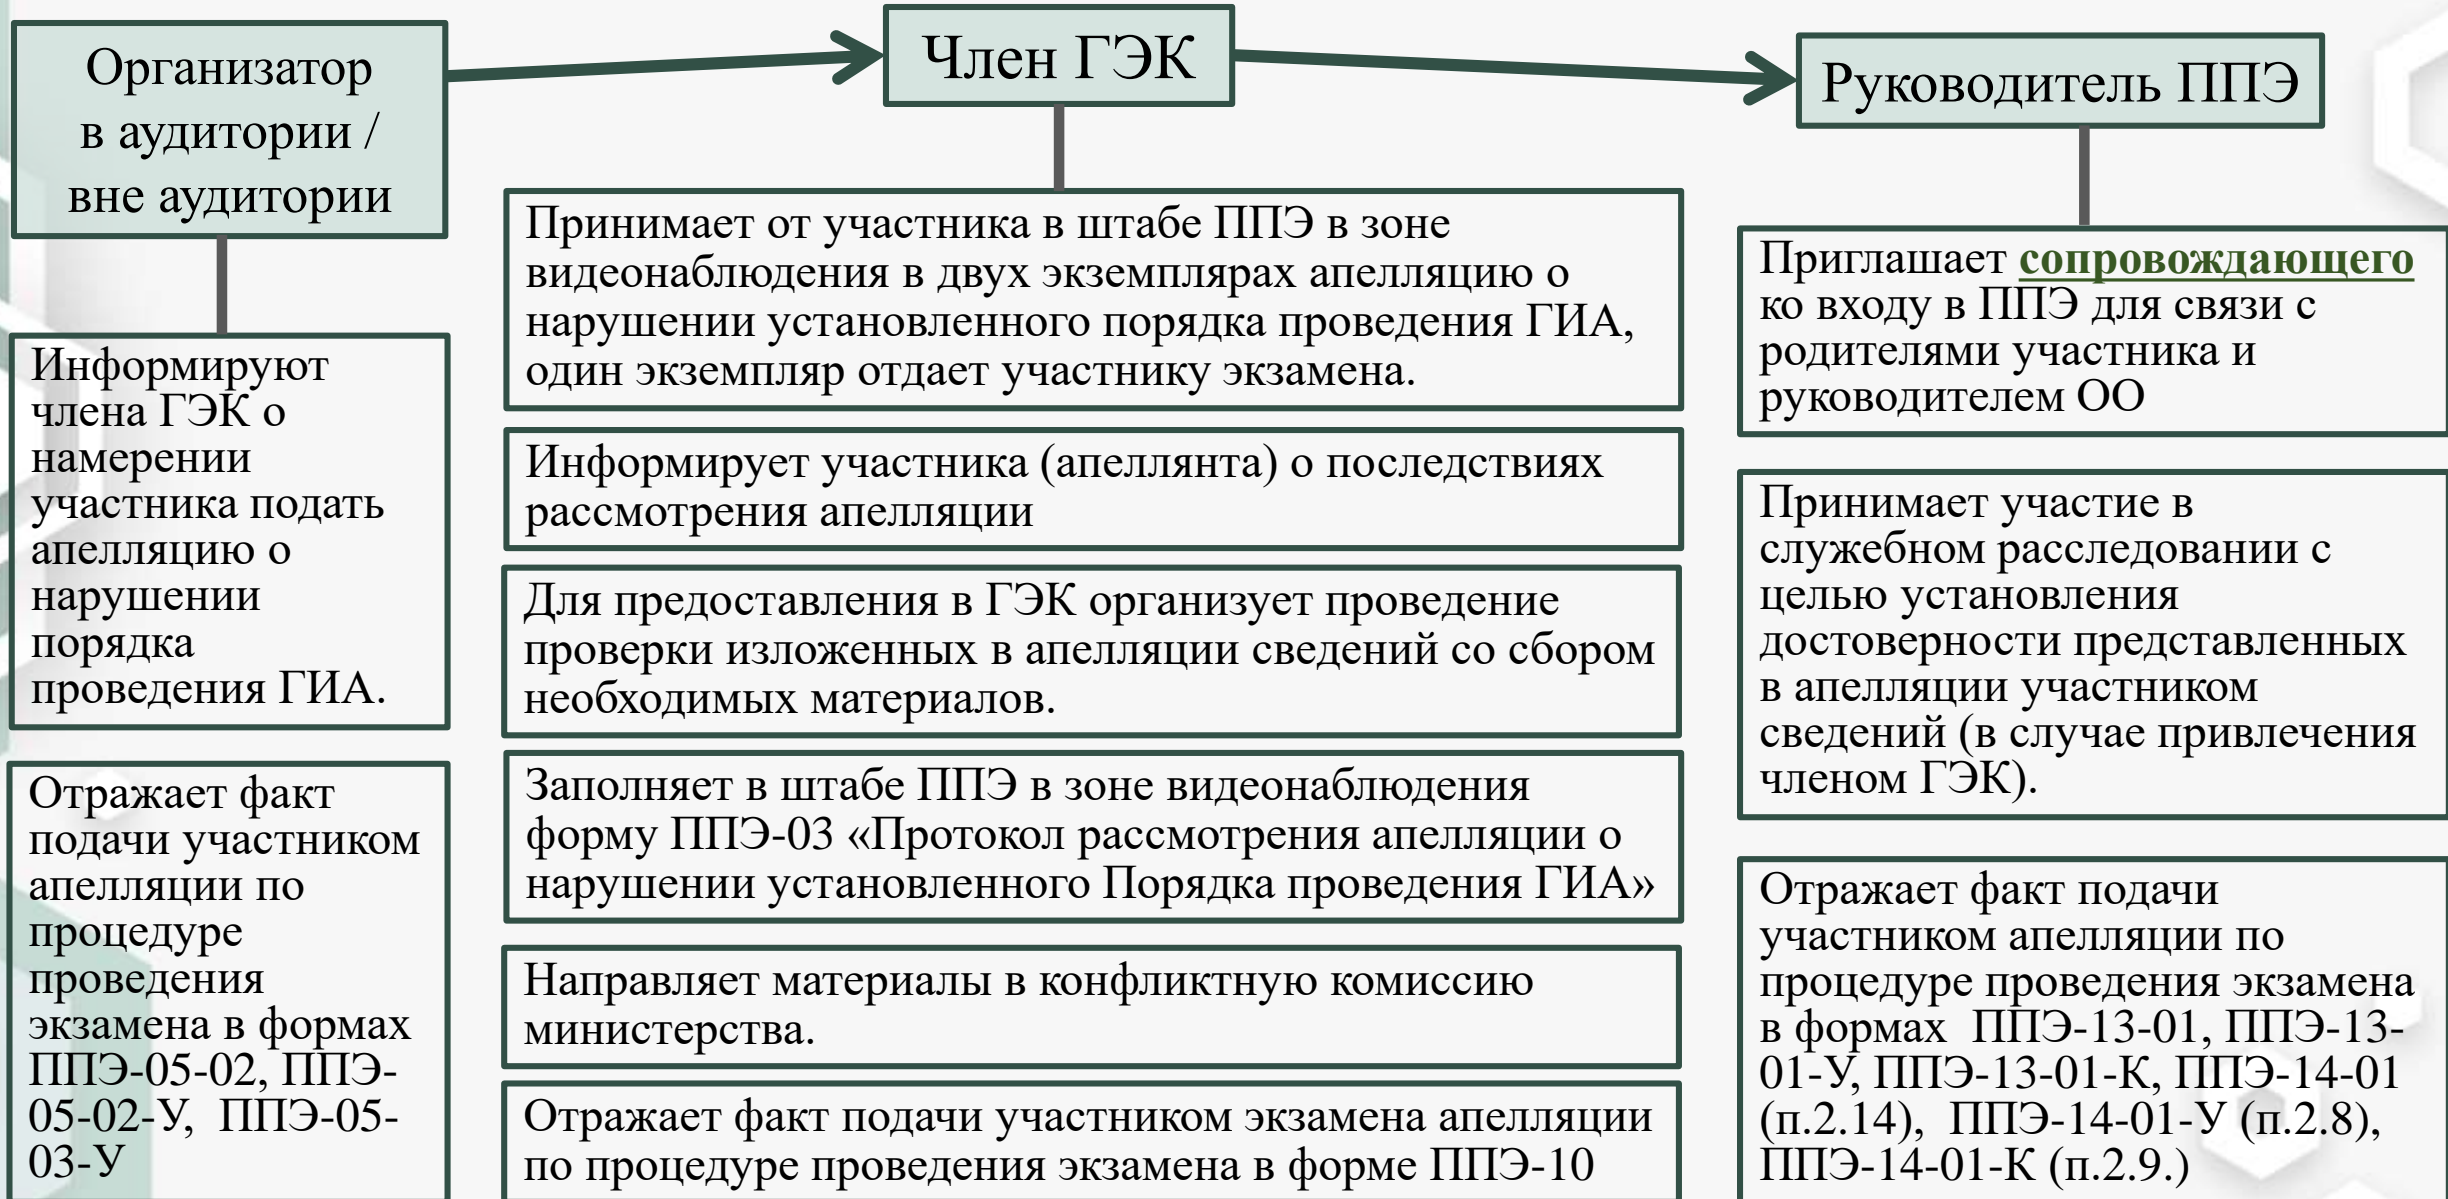 Организатор
в аудитории /
вне аудитории
Информируют
члена ГЭК о
намерении
участника подать
апелляцию о
нарушении
порядка
проведения ГИА.
Отражает факт
подачи участником
апелляции по
процедуре
проведения
экзамена в формах
ППЭ-05-02, ППЭ-
05-02-У, ППЭ-05-
03-У
Член ГЭК
Принимает от участника в штабе ППЭ в зоне
видеонаблюдения в двух экземплярах апелляцию о
нарушении установленного порядка проведения ГИА,
один экземпляр отдает участнику экзамена.
Информирует участника (апеллянта) о последствиях
рассмотрения апелляции
Для предоставления в ГЭК организует проведение
проверки изложенных в апелляции сведений со сбором
необходимых материалов.
Заполняет в штабе ППЭ в зоне видеонаблюдения
форму ППЭ-03 «Протокол рассмотрения апелляции о
нарушении установленного Порядка проведения ГИА»
Направляет материалы в конфликтную комиссию
министерства.
Отражает факт подачи участником экзамена апелляции
по процедуре проведения экзамена в форме ППЭ-10
Руководитель ППЭ
Приглашает сопровождающего
ко входу в ППЭ для связи с
родителями участника и
руководителем ОО
Принимает участие в
служебном расследовании с
целью установления
достоверности представленных
в апелляции участником
сведений (в случае привлечения
членом ГЭК).
Отражает факт подачи
участником апелляции по
процедуре проведения экзамена
в формах ППЭ-13-01, ППЭ-13-
01-У, ППЭ-13-01-К, ППЭ-14-01
(п.2.14), ППЭ-14-01-У (п.2.8),
ППЭ-14-01-К (п.2.9.)